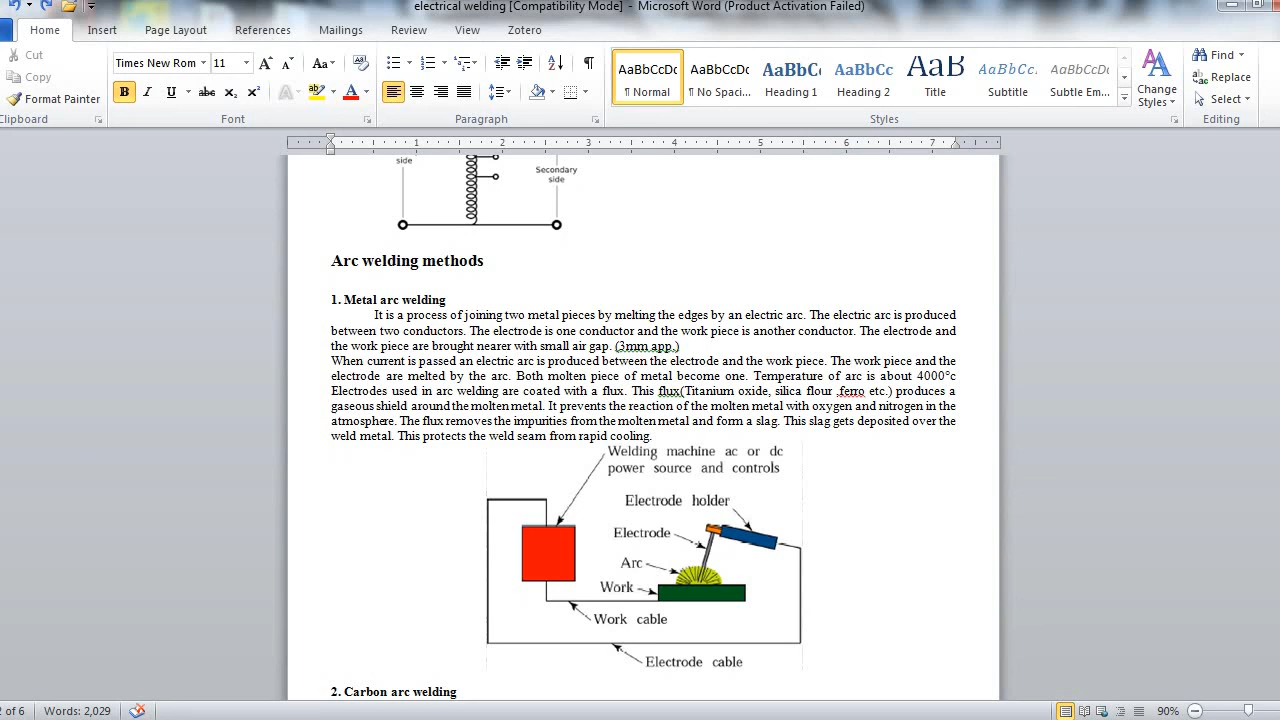 electrical welding [Compatibility Mode] - Microsoft Word (Product Activation Failed)
Home Insert Page Layout References Mailings Review View Zotero
Cut
Copy
Format Painter
Clipboard
Times New Rom 11
Font
Paragraph
AaBbCcDc AaBbCcDc AaBbC AaBbCc AaB AaBbCc. AaBbCcDc
¶ Normal ¶ No Spaci... Heading 1 Heading 2 Title Subtitle Subtle Em...
Change
Styles
Styles
Find
Replace
Select
Editing
1 2 3 4 5 6 7
side
Secondary
side
Arc welding methods
1. Metal arc welding
It is a process of joining two metal pieces by melting the edges by an electric arc. The electric arc is produced
between two conductors. The electrode is one conductor and the work piece is another conductor. The electrode and
the work piece are brought nearer with small air gap. (3mm app.)
When current is passed an electric arc is produced between the electrode and the work piece. The work piece and the
electrode are melted by the arc. Both molten piece of metal become one. Temperature of arc is about 4000°c
Electrodes used in arc welding are coated with a flux. This flux(Titanium oxide, silica flour ,ferro etc.) produces a
gaseous shield around the molten metal. It prevents the reaction of the molten metal with oxygen and nitrogen in the
atmosphere. The flux removes the impurities from the molten metal and form a slag. This slag gets deposited over the
weld metal. This protects the weld seam from rapid cooling.
Welding machine ac or dc
power source and controls
Electrode holder
Electrode
Arc
Work
Work cable
Electrode cable
2. Carbon arc welding
2 of 6 Words: 2,029 90%